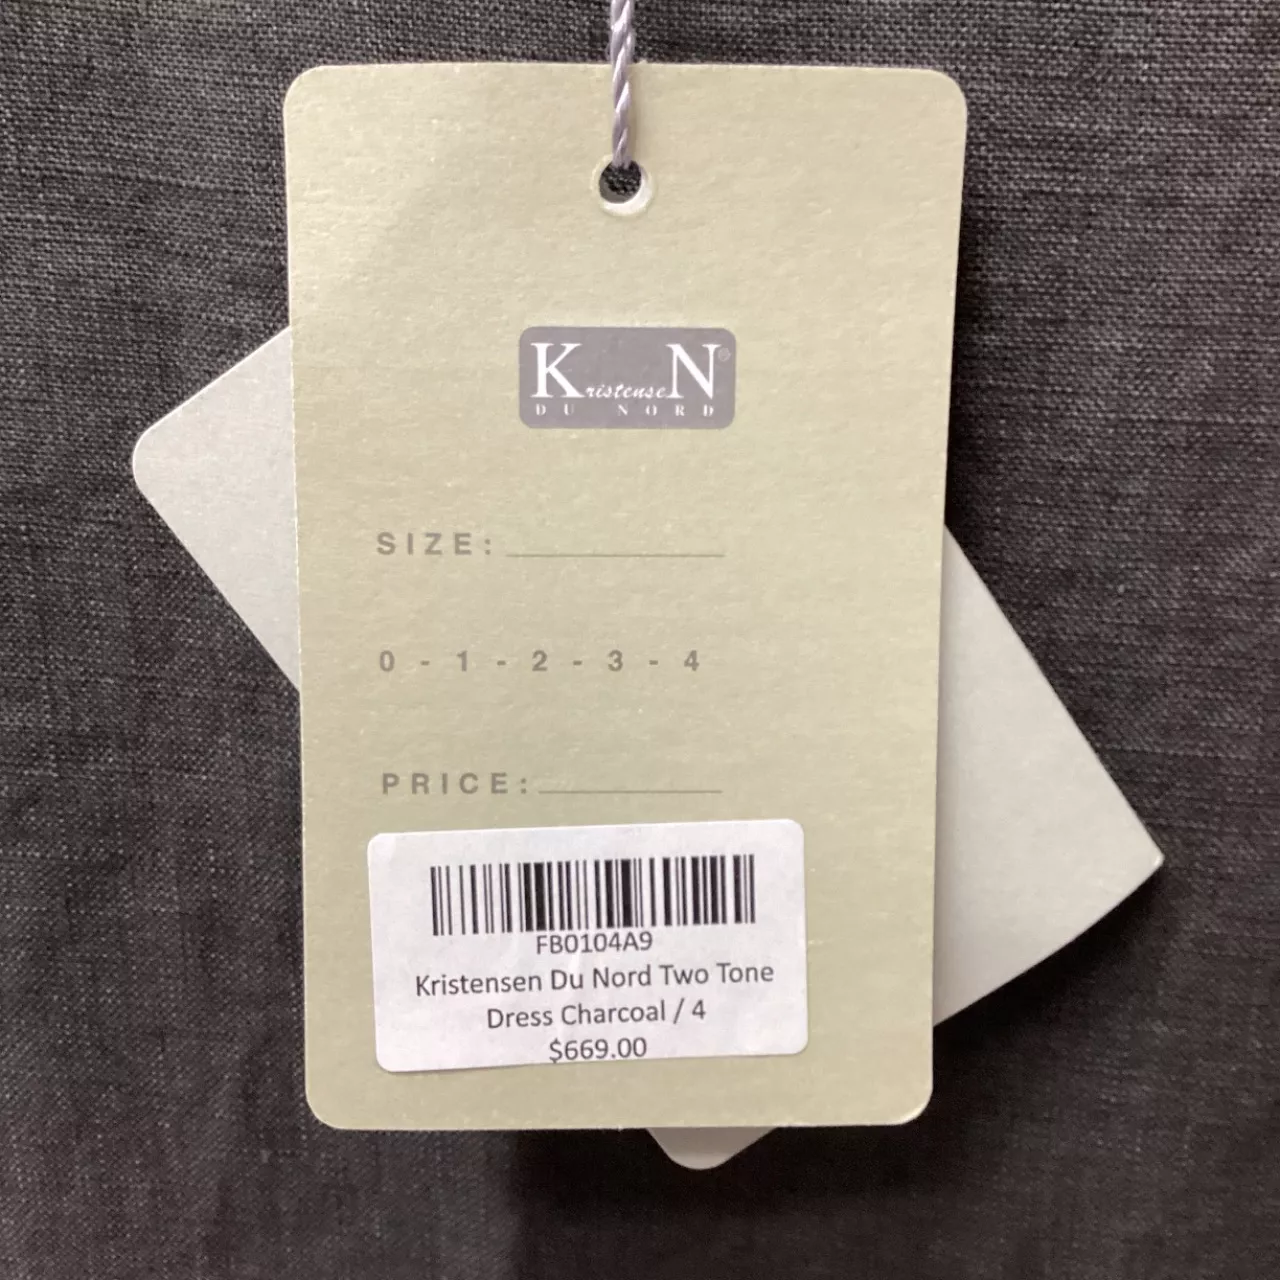 KristenseN®
DU NORD
SIZE:
0 - 1 - 2 - 3 - 4
PRICE:
FB0104A9
Kristensen Du Nord Two Tone
Dress Charcoal / 4
$669.00